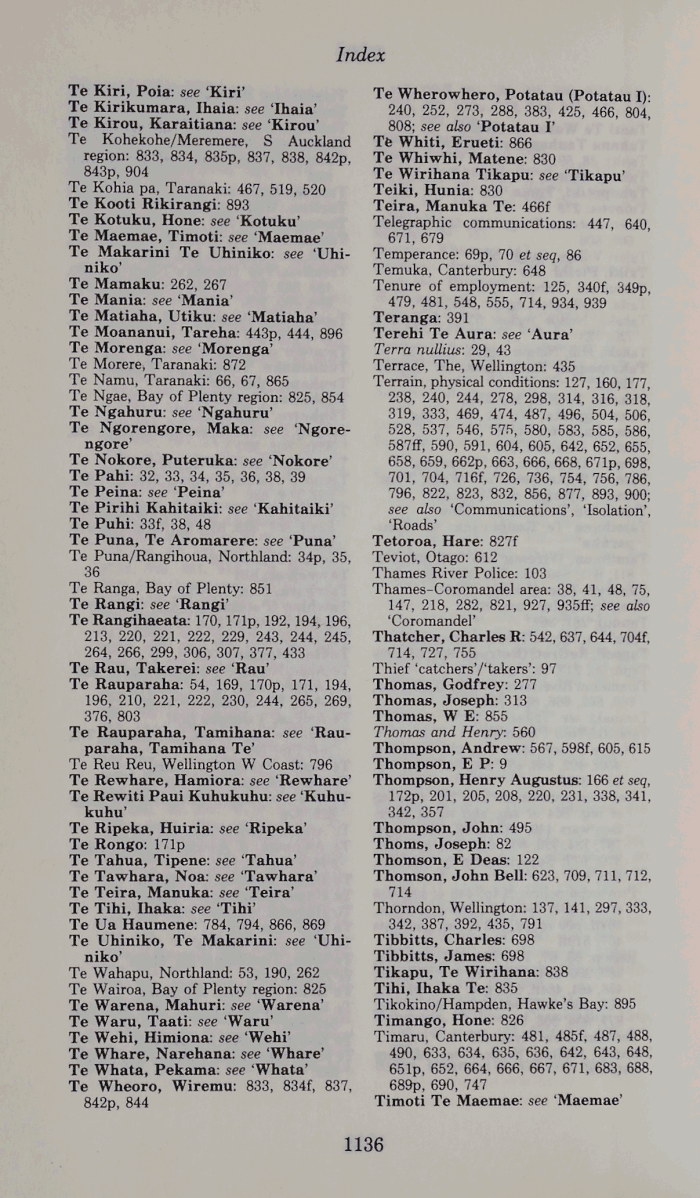 Index
Te Kiri, Poia: see ‘Kiri’
Te Kirikumara, Ihaia: see ‘Ihaia’
Te Kirou, Karaitiana: see ‘Kirou’
Te Kohekohe/Meremere, S Auckland
region: 833, 834, 835p, 837, 838, 842p,
843p, 904
Te Kohia pa, Taranaki: 467, 519, 520
Te Kooti Rikirangi: 893
Te Kotuku, Hone: see ‘Kotuku’
Te Maemae, Timoti: see ‘Maemae’
Te Makarini Te Uhiniko: see ‘Uhi-
niko’
Te Mamaku: 262, 267
Te Mania: see ‘Mania’
Te Matiaha, Utiku: see ‘Matiaha’
Te Moananui, Tareha: 443p, 444, 896
Te Morenga: see ‘Morenga’
Te Morere, Taranaki: 872
Te Namu, Taranaki: 66, 67, 865
Te Ngae, Bay of Plenty region: 825, 854
Te Ngahuru: see ‘Ngahuru’
Te Ngorengore, Maka: see ‘Ngore-
ngore’
Te Nokore, Puteruka: see ‘Nokore’
Te Pahi: 32, 33, 34, 35, 36, 38, 39
Te Peina: see ‘Peina’
Te Pirihi Kahitaiki: see ‘Kahitaiki’
Te Puhi: 33f, 38, 48
Te Puna, Te Aromarere: see ‘Puna’
Te Puna/Rangihoua, Northland: 34p, 35,
36
Te Ranga, Bay of Plenty: 851
Te Rangi: see ‘Rangi’
Te Rangihaeata: 170, 171p, 192, 194, 196,
213, 220, 221, 222, 229, 243, 244, 245,
264, 266, 299, 306, 307, 377, 433
Te Rau, Takerei: see ‘Rau’
Te Rauparaha: 54, 169, 170p, 171, 194,
196, 210, 221, 222, 230, 244, 265, 269,
376, 803
Te Rauparaha, Tamihana: see ‘Rau-
paraha, Tamihana Te’
Te Reu Reu, Wellington W Coast: 796
Te Rewhare, Hamiora: see ‘Rewhare’
Te Rewiti Paui Kuhukuhu: see ‘Kuhu-
kuhu’
Te Ripeka, Huiria: see ‘Ripeka’
Te Rongo: 171p
Te Tahua, Tipene: see ‘Tahua’
Te Tawhara, Noa: see ‘Tawhara’
Te Teira, Manuka: see ‘Teira’
Te Tihi, Ihaka: see ‘Tihi’
Te Ua Haumene: 784, 794, 866, 869
Te Uhiniko, Te Makarini: see ‘Uhi-
niko’
Te Wahapu, Northland: 53, 190, 262
Te Wairoa, Bay of Plenty region: 825
Te Warena, Mahuri: see ‘Warena’
Te Waru, Taati: see ‘Waru’
Te Wehi, Himiona: see ‘Wehi’
Te Whare, Narehana: see ‘Whare’
Te Whata, Pekama: see ‘Whata’
Te Wheoro, Wiremu: 833, 834f, 837,
842p, 844
Te Wherowhero, Potatau (Potatau I):
240, 252, 273, 288, 383, 425, 466, 804,
808; see also ‘Potatau I’
Te Whiti, Erueti: 866
Te Whiwhi, Matene: 830
Te Wirihana Tikapu: see ‘Tikapu’
Teiki, Hunia: 830
Teira, Manuka Te: 466f
Telegraphic communications: 447, 640,
671, 679
Temperance: 69p, 70 et seq, 86
Temuka, Canterbury: 648
Tenure of employment: 125, 340f, 349p,
479, 481, 548, 555, 714, 934, 939
Teranga: 391
Terehi Te Aura: see ‘Aura’
Terra nullius: 29, 43
Terrace, The, Wellington: 435
Terrain, physical conditions: 127, 160, 177,
238, 240, 244, 278, 298, 314, 316, 318,
319, 333, 469, 474, 487, 496, 504, 506,
528, 537, 546, 575, 580, 583, 585, 586,
587ff, 590, 591, 604, 605, 642, 652, 655,
658, 659, 662p, 663, 666, 668, 671p, 698,
701, 704, 716f, 726, 736, 754, 756, 786,
796, 822, 823, 832, 856, 877, 893, 900;
see also ‘Communications’, ‘Isolation’,
‘Roads’
Tetoroa, Hare: 827f
Teviot, Otago: 612
Thames River Police: 103
Thames–Coromandel area: 38, 41, 48, 75,
147, 218, 282, 821, 927, 935ff; see also
‘Coromandel’
Thatcher, Charles R: 542, 637, 644, 704f,
714, 727, 755
Thief ‘catchers’/‘takers’: 97
Thomas, Godfrey: 277
Thomas, Joseph: 313
Thomas, W E: 855
Thomas and Henry: 560
Thompson, Andrew: 567, 598f, 605, 615
Thompson, E P: 9
Thompson, Henry Augustus: 166 et seq,
172p, 201, 205, 208, 220, 231, 338, 341,
342, 357
Thompson, John: 495
Thoms, Joseph: 82
Thomson, E Deas: 122
Thomson, John Bell: 623, 709, 711, 712,
714
Thorndon, Wellington: 137, 141, 297, 333,
342, 387, 392, 435, 791
Tibbitts, Charles: 698
Tibbitts, James: 698
Tikapu, Te Wirihana: 838
Tihi, Ihaka Te: 835
Tikokino/Hampden, Hawke’s Bay: 895
Timango, Hone: 826
Timaru, Canterbury: 481, 485f, 487, 488,
490, 633, 634, 635, 636, 642, 643, 648,
651p, 652, 664, 666, 667, 671, 683, 688,
689p, 690, 747
Timoti Te Maemae: see ‘Maemae’
1136